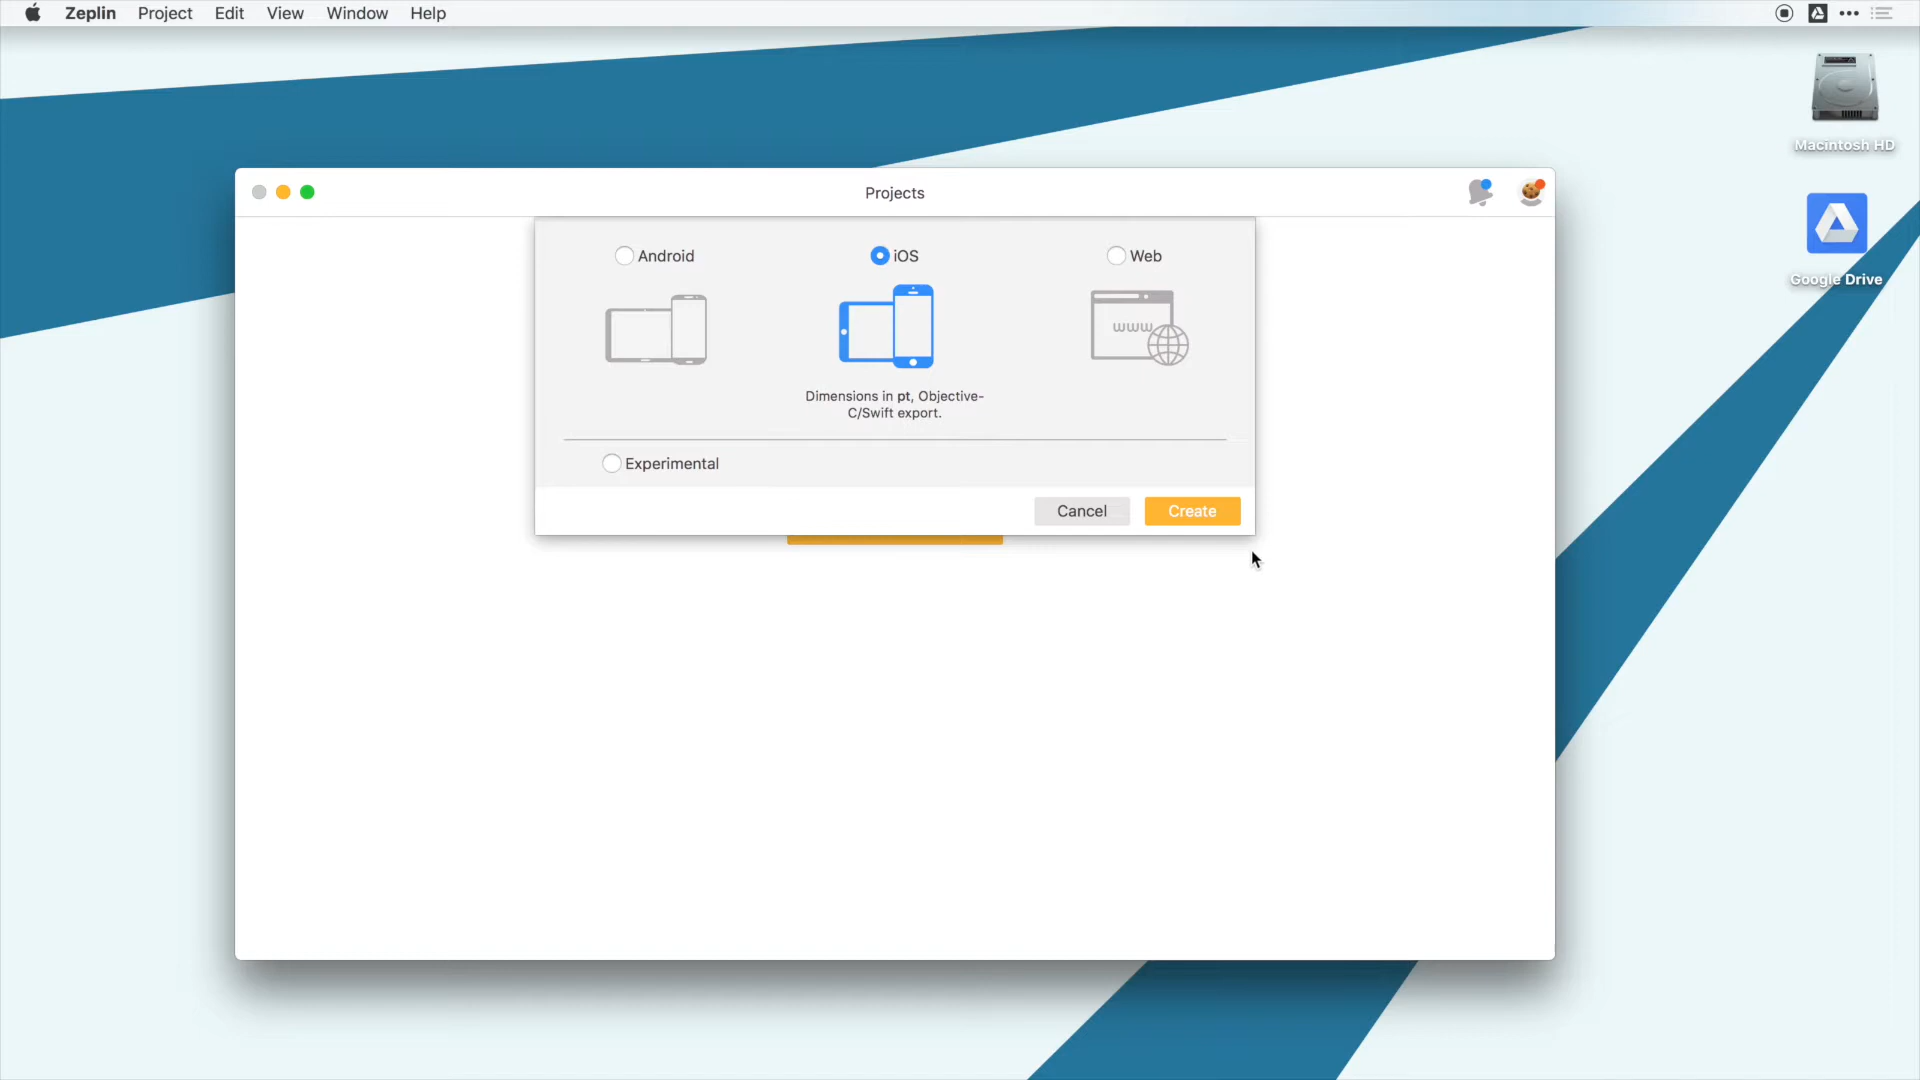 Zeplin Project Edit View Window Help
Macintosh HD
Projects
Android
iOS
Web
www
Google Drive
Dimensions in pt, Objective-
C/Swift export.
Experimental
Cancel
Create